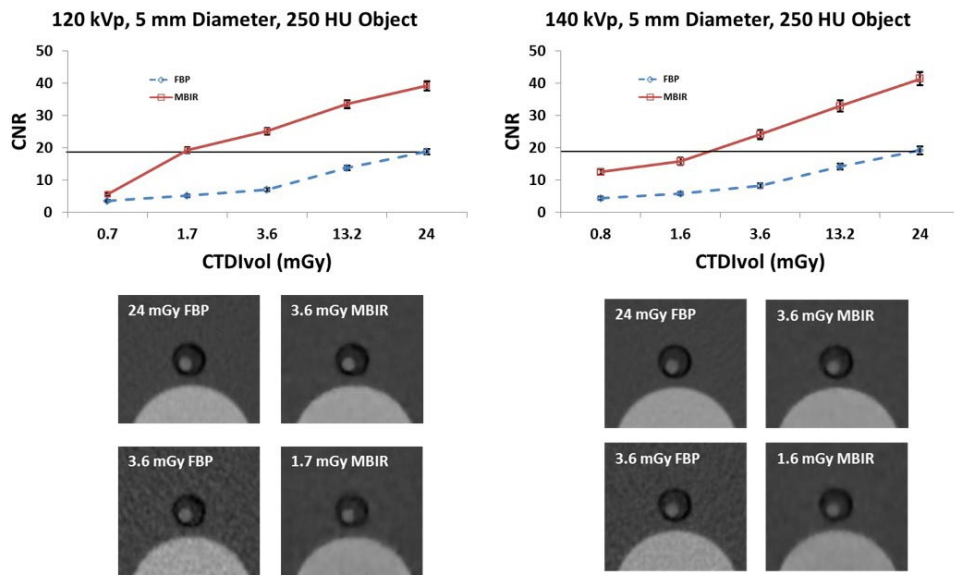 120 kVp, 5 mm Diameter, 250 HU Object
50
40
30
20
10
0
CNR
FBP
MBIR
0.7 1.7 3.6 13.2 24
CTDIvol (mGy)
24 mGy FBP
3.6 mGy MBIR
3.6 mGy FBP
1.7 mGy MBIR
140 kVp, 5 mm Diameter, 250 HU Object
50
40
30
20
10
0
CNR
FBP
MBIR
0.8 1.6 3.6 13.2 24
CTDIvol (mGy)
24 mGy FBP
3.6 mGy MBIR
3.6 mGy FBP
1.6 mGy MBIR